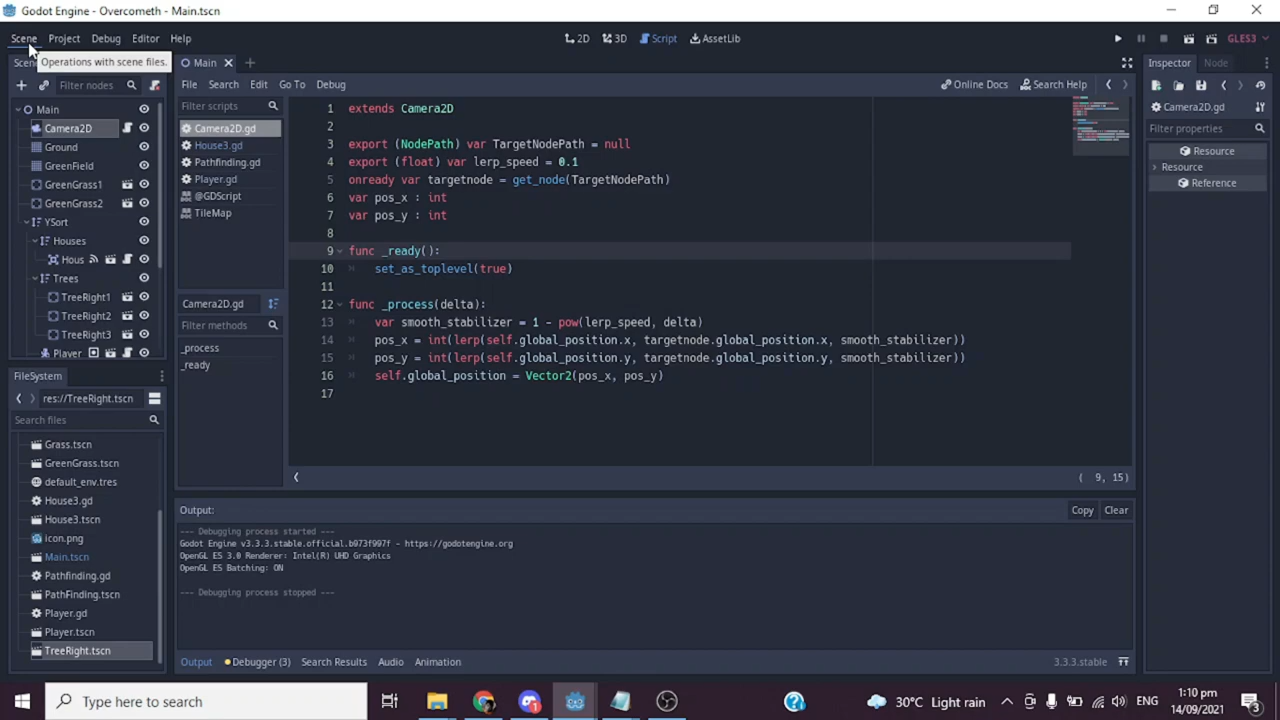 Godot Engine - Overcometh - Main.tscn
Scene Project Debug Editor Help
2D 3D Script AssetLib
GLES3
Operations with scene files.
Filter nodes
Main
Camera2D
Ground
GreenField
GreenGrass1
GreenGrass2
YSort
Houses
Hous
Trees
TreeRight1
TreeRight2
TreeRight3
Player
FileSystem
res://TreeRight.tscn
Search files
Grass.tscn
GreenGrass.tscn
default_env.tres
House3.gd
House3.tscn
icon.png
Main.tscn
Pathfinding.gd
PathFinding.tscn
Player.gd
Player.tscn
TreeRight.tscn
Main
File Search Edit Go To Debug
Online Docs Search Help
Filter scripts
Camera2D.gd
House3.gd
Pathfinding.gd
Player.gd
@GDScript
TileMap
Camera2D.gd
Filter methods
_process
_ready
1 extends Camera2D
2
3 export (NodePath) var TargetNodePath = null
4 export (float) var lerp_speed = 0.1
5 onready var targetnode = get_node(TargetNodePath)
6 var pos_x : int
7 var pos_y : int
8
9 func _ready():
10 set_as_toplevel(true)
11
12 func _process(delta):
13 var smooth_stabilizer = 1 - pow(lerp_speed, delta)
14 pos_x = int(lerp(self.global_position.x, targetnode.global_position.x, smooth_stabilizer))
15 pos_y = int(lerp(self.global_position.y, targetnode.global_position.y, smooth_stabilizer))
16 self.global_position = Vector2(pos_x, pos_y)
17
( 9, 15)
Output:
Copy Clear
--- Debugging process started ---
Godot Engine v3.3.3.stable.official.b973f997f - https://godotengine.org
OpenGL ES 3.0 Renderer: Intel(R) UHD Graphics
OpenGL ES Batching: ON
--- Debugging process stopped ---
Output Debugger (3) Search Results Audio Animation
3.3.3.stable
Inspector Node
Camera2D.gd
Filter properties
Resource
Resource
Reference
Type here to search
30°C Light rain
ENG
1:10 pm
14/09/2021
3